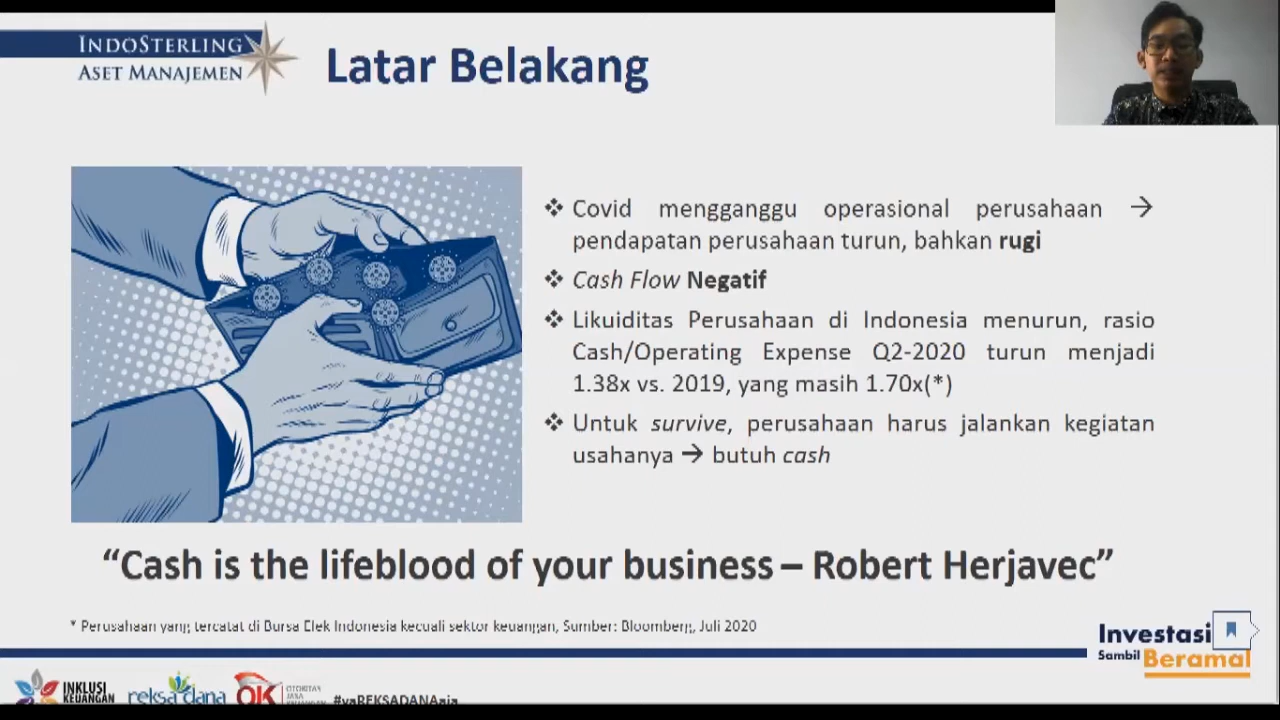 INDOSTERLING
ASET MANAJEMEN
Latar Belakang
❖ Covid mengganggu operasional perusahaan →
pendapatan perusahaan turun, bahkan rugi
❖ Cash Flow Negatif
❖ Likuiditas Perusahaan di Indonesia menurun, rasio
Cash/Operating Expense Q2-2020 turun menjadi
1.38x vs. 2019, yang masih 1.70x(*)
❖ Untuk survive, perusahaan harus jalankan kegiatan
usahanya → butuh cash
“Cash is the lifeblood of your business – Robert Herjavec”
* Perusahaan yang tercatat di Bursa Elek Indonesia kecuali sektor keuangan, Sumber: Bloomberg, Juli 2020
Investasi
Sambil Beramal
INKLUSI
KEUANGAN
reksa dana
OTORITAS
JASA
KEUANGAN
#yaREKSADANAaja